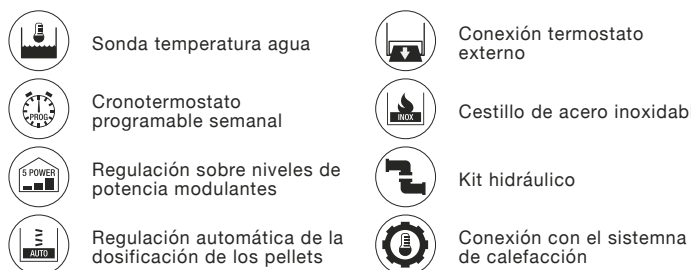 Sonda temperatura agua
Conexión termostato
externo
PROG.
Cronotermostato
programable semanal
INOX
Cestillo de acero inoxidab
5 POWER
Regulación sobre niveles de
potencia modulantes
Kit hidráulico
AUTO
Regulación automática de la
dosificación de los pellets
Conexión con el sistemna
de calefacción